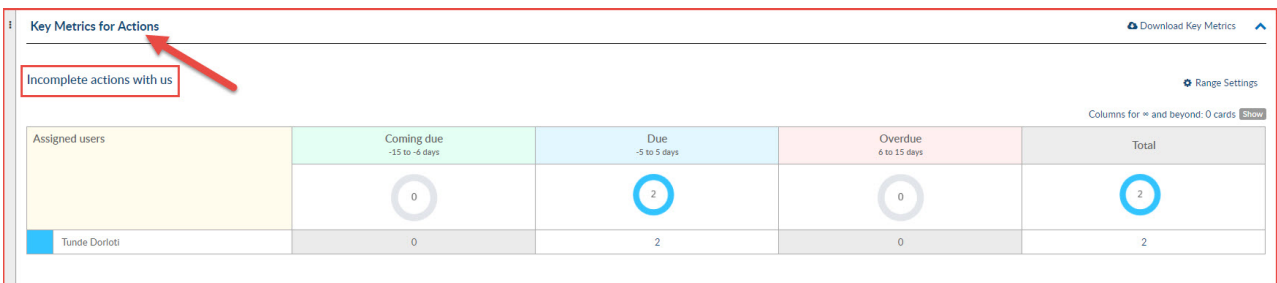 Key Metrics for Actions
Download Key Metrics
Incomplete actions with us
Range Settings
Columns for ∞ and beyond: 0 cards Show
Assigned users
Coming due
-15 to -6 days
Due
-5 to 5 days
Overdue
6 to 15 days
Total
0
2
0
2
Tunde Dorloti
0
2
0
2